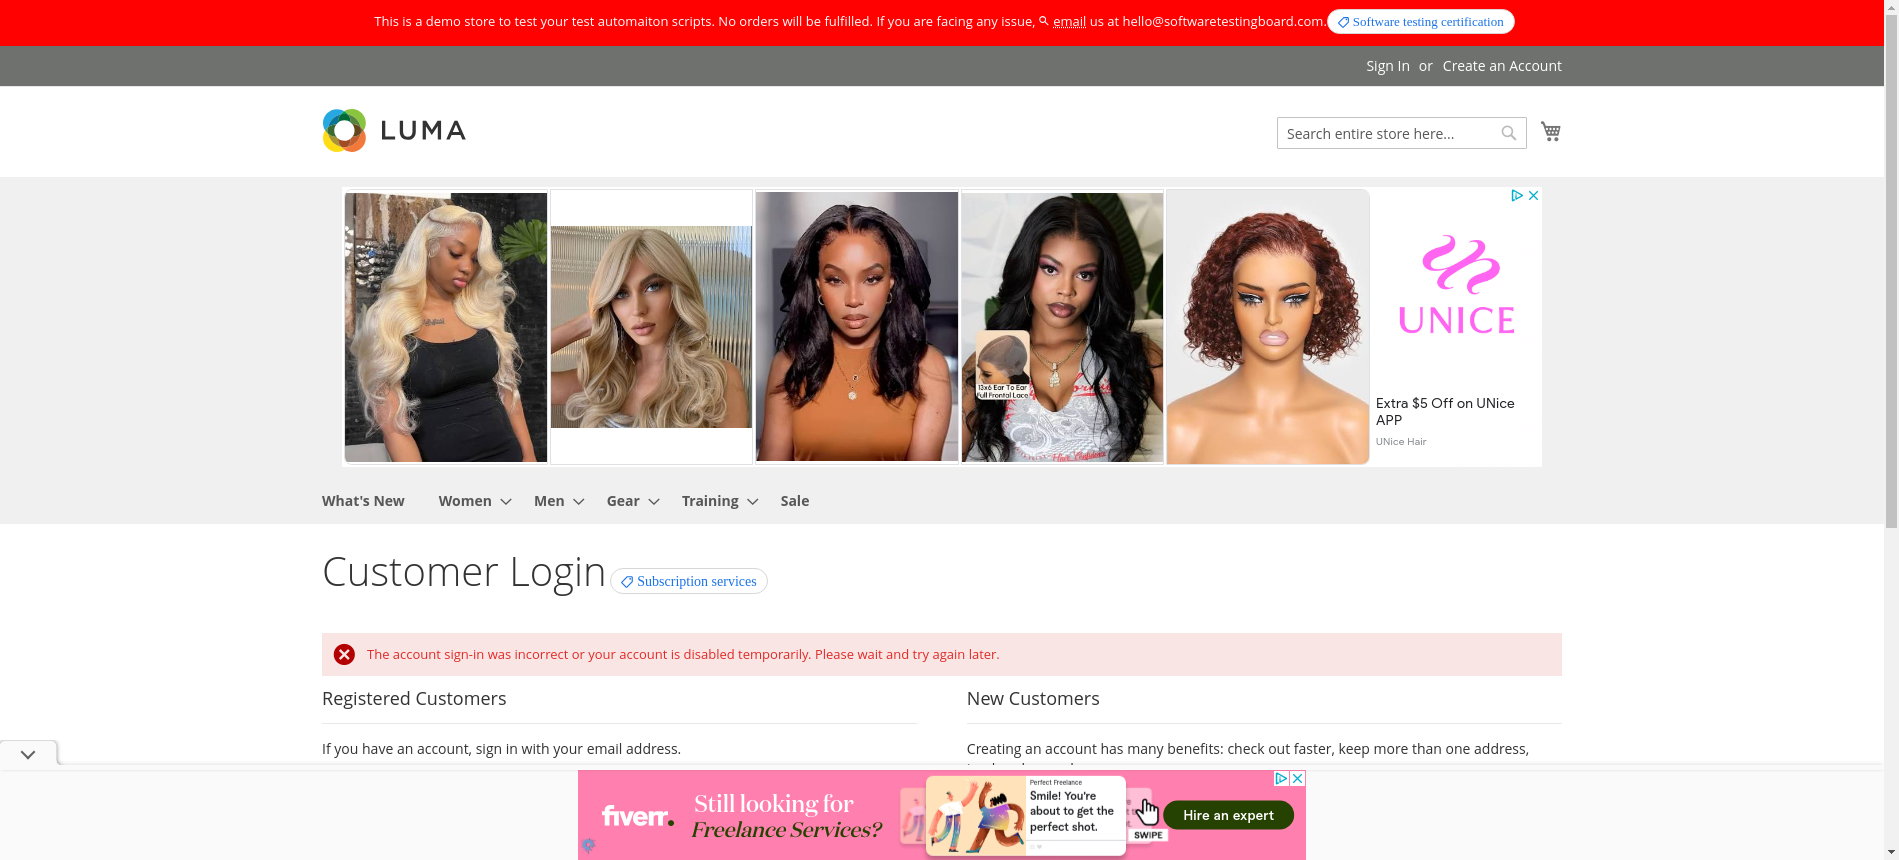 This is a demo store to test your test automaiton scripts. No orders will be fulfilled. If you are facing any issue, email us at hello@softwaretestingboard.com. Software testing certification
Sign In or Create an Account
LUMA
Search entire store here...
13x6 Ear To Ear
Full Frontal Lace
UNICE
Extra $5 Off on UNice
APP
UNice Hair
What's New Women Men Gear Training Sale
Customer Login Subscription services
The account sign-in was incorrect or your account is disabled temporarily. Please wait and try again later.
Registered Customers
New Customers
If you have an account, sign in with your email address.
Creating an account has many benefits: check out faster, keep more than one address,
fiverr.
Still looking for
Freelance Services?
Perfect Freelance
Smile! You're
about to get the
perfect shot.
SWIPE
Hire an expert